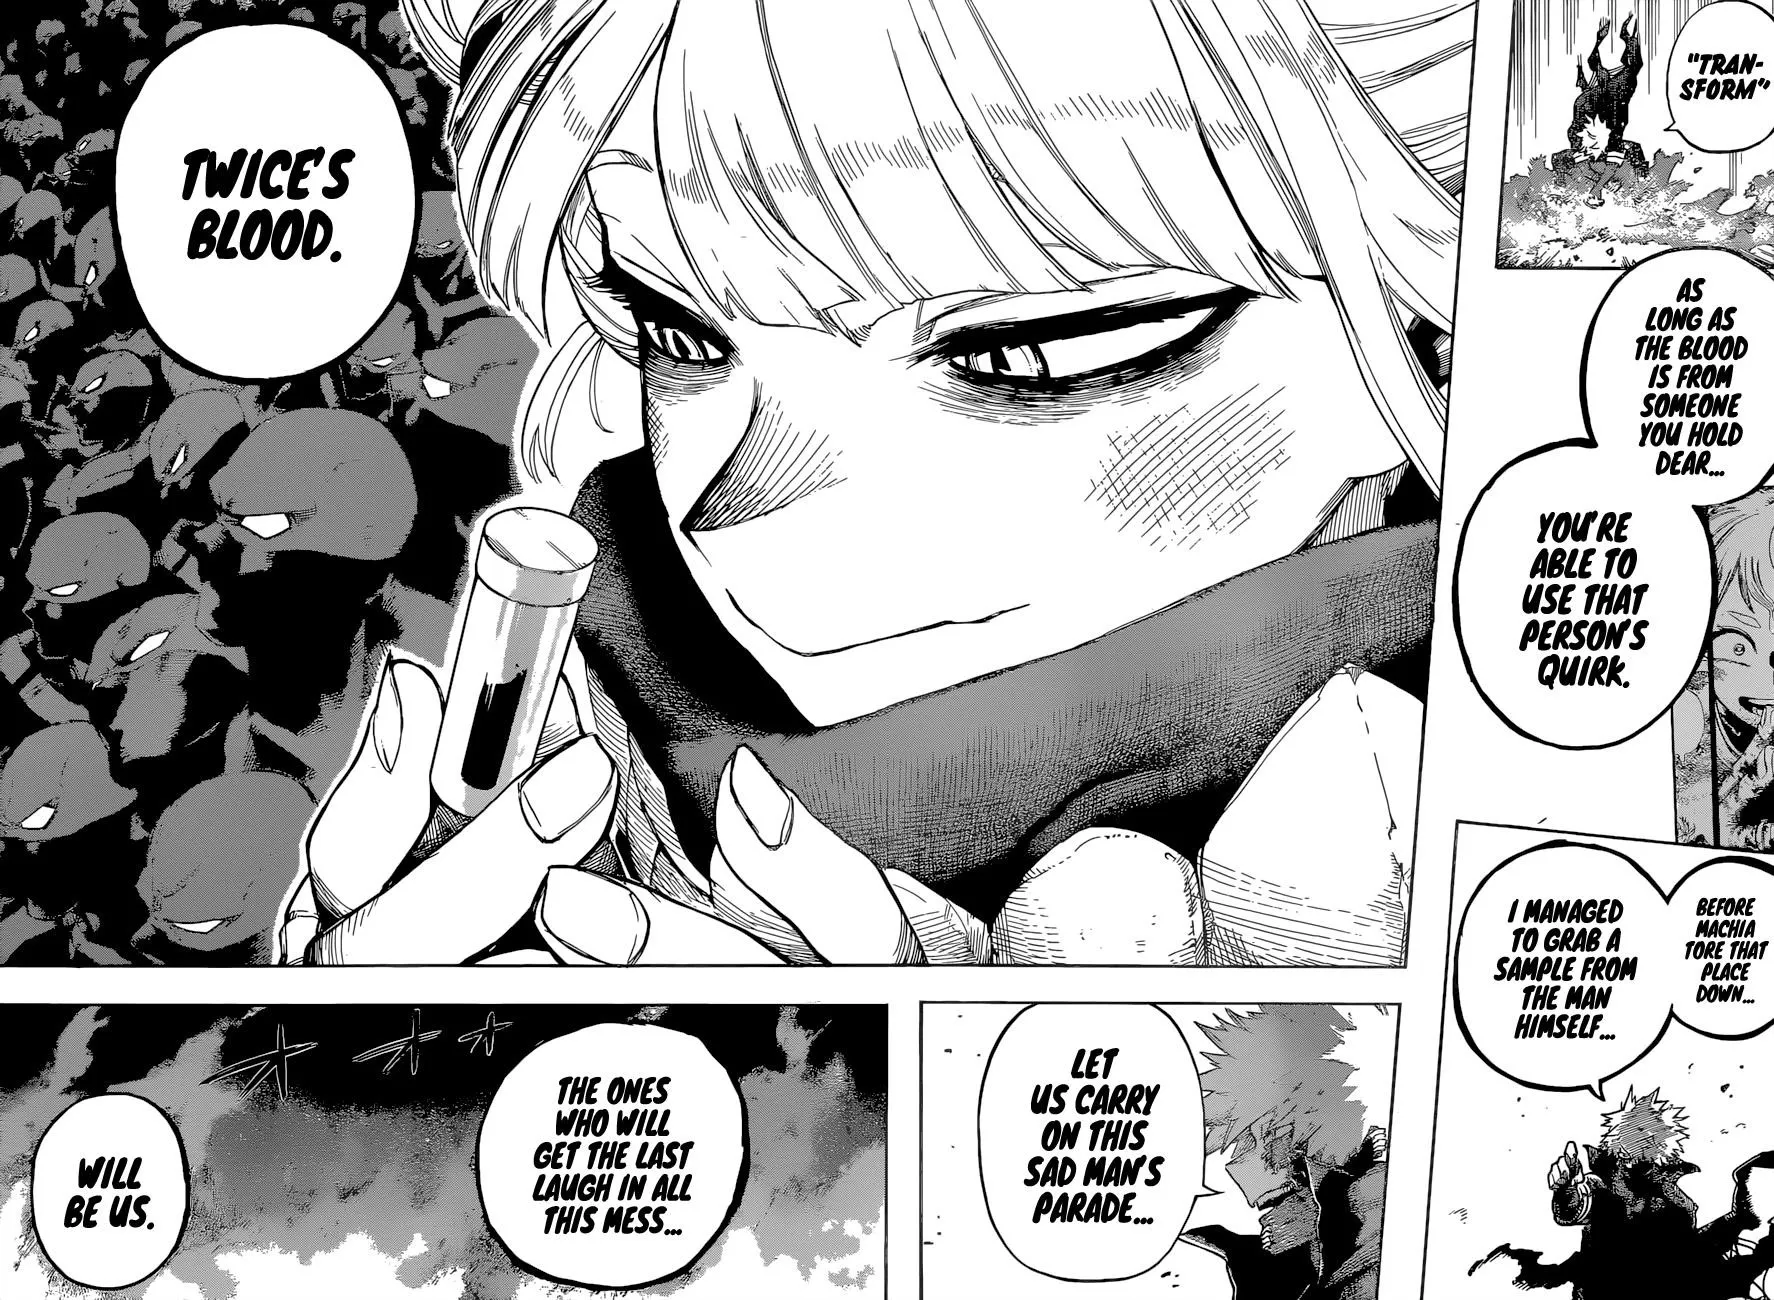 "TRAN-
SFORM"
AS
LONG AS
THE BLOOD
IS FROM
SOMEONE
YOU HOLD
DEAR...
YOU'RE
ABLE TO
USE THAT
PERSON'S
QUIRK.
BEFORE
MACHIA
TORE THAT
PLACE
DOWN...
I MANAGED
TO GRAB A
SAMPLE FROM
THE MAN
HIMSELF...
TWICE'S
BLOOD.
LET
US CARRY
ON THIS
SAD MAN'S
PARADE...
THE ONES
WHO WILL
GET THE LAST
LAUGH IN ALL
THIS MESS...
WILL
BE US.